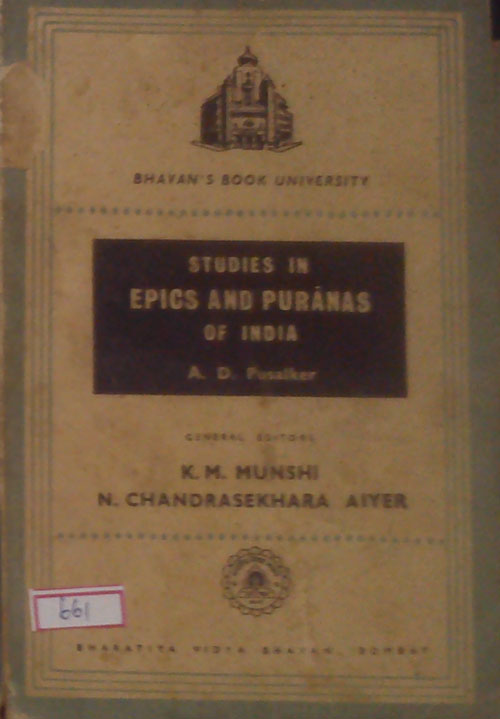 BHAVAN'S BOOK UNIVERSITY
STUDIES IN
EPICS AND PURÁNAS
OF INDIA
A. D. Pusalker
GENERAL EDITORS
K. M. MUNSHI
N. CHANDRASEKHARA AIYER
661
BHARATIYA VIDYA BHAVAN, BOMBAY